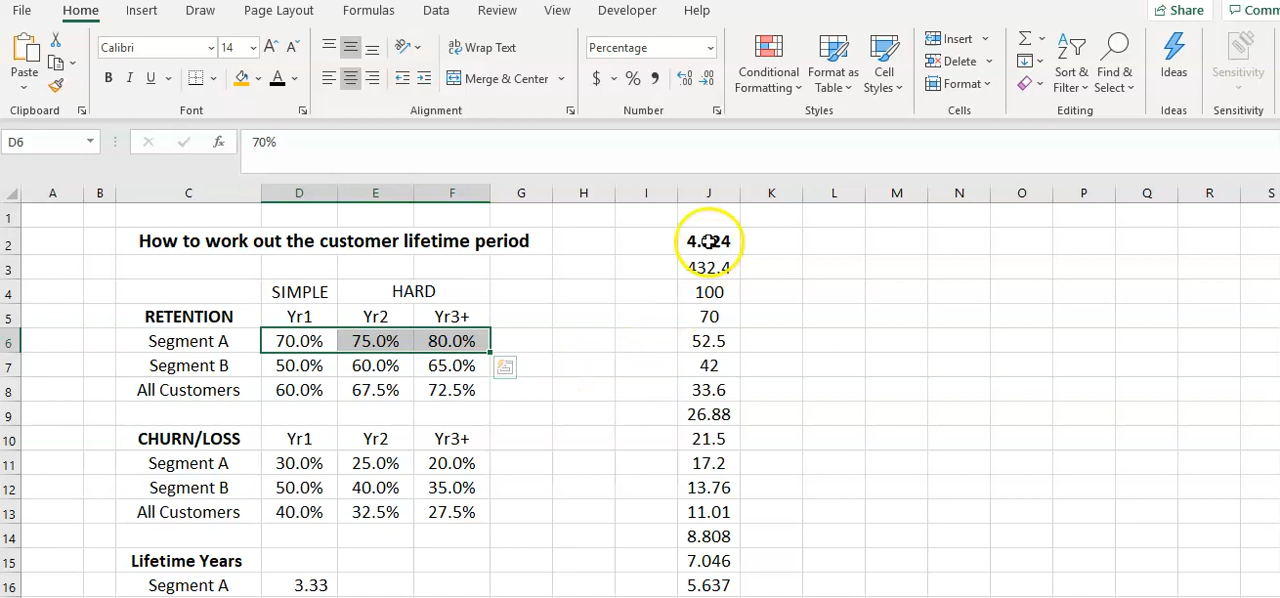 File Home Insert Draw Page Layout Formulas Data Review View Developer Help Share Comm
Calibri 14 A A ab Wrap Text Percentage Insert Σ
Paste Conditional Format as Cell Delete Sort & Find & Ideas Sensitivity
B I U A Merge & Center $ % Formatting Table Styles Format Filter Select
Clipboard Font Alignment Number Styles Cells Editing Ideas Sensitivity
D6 fx 70%
A B C D E F G H I J K L M N O P Q R S
1
2 How to work out the customer lifetime period
3 432.4
4 SIMPLE HARD 100
5 RETENTION Yr1 Yr2 Yr3+ 70
6 Segment A 70.0% 75.0% 80.0% 52.5
7 Segment B 50.0% 60.0% 65.0% 42
8 All Customers 60.0% 67.5% 72.5% 33.6
9 26.88
10 CHURN/LOSS Yr1 Yr2 Yr3+ 21.5
11 Segment A 30.0% 25.0% 20.0% 17.2
12 Segment B 50.0% 40.0% 35.0% 13.76
13 All Customers 40.0% 32.5% 27.5% 11.01
14 8.808
15 Lifetime Years 7.046
16 Segment A 3.33 5.637